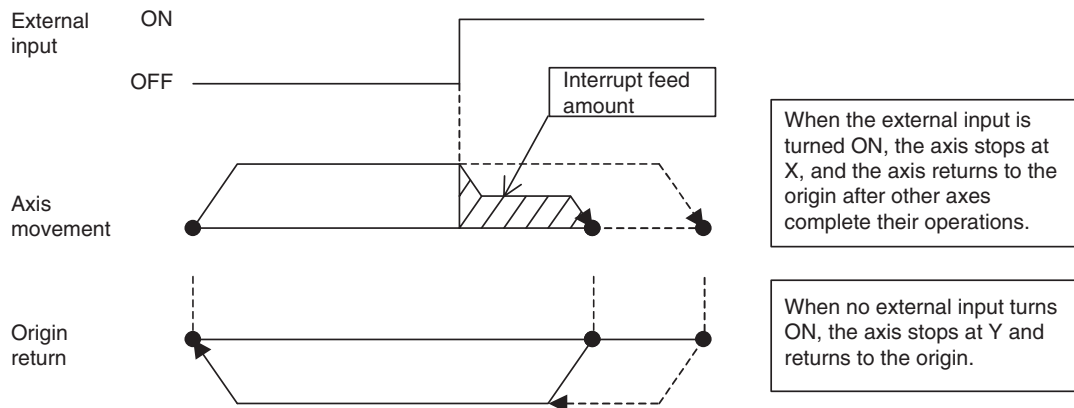 External
input
ON
OFF
Interrupt feed
amount
When the external input is
turned ON, the axis stops at
X, and the axis returns to the
origin after other axes
complete their operations.
Axis
movement
When no external input turns
ON, the axis stops at Y and
returns to the origin.
Origin
return